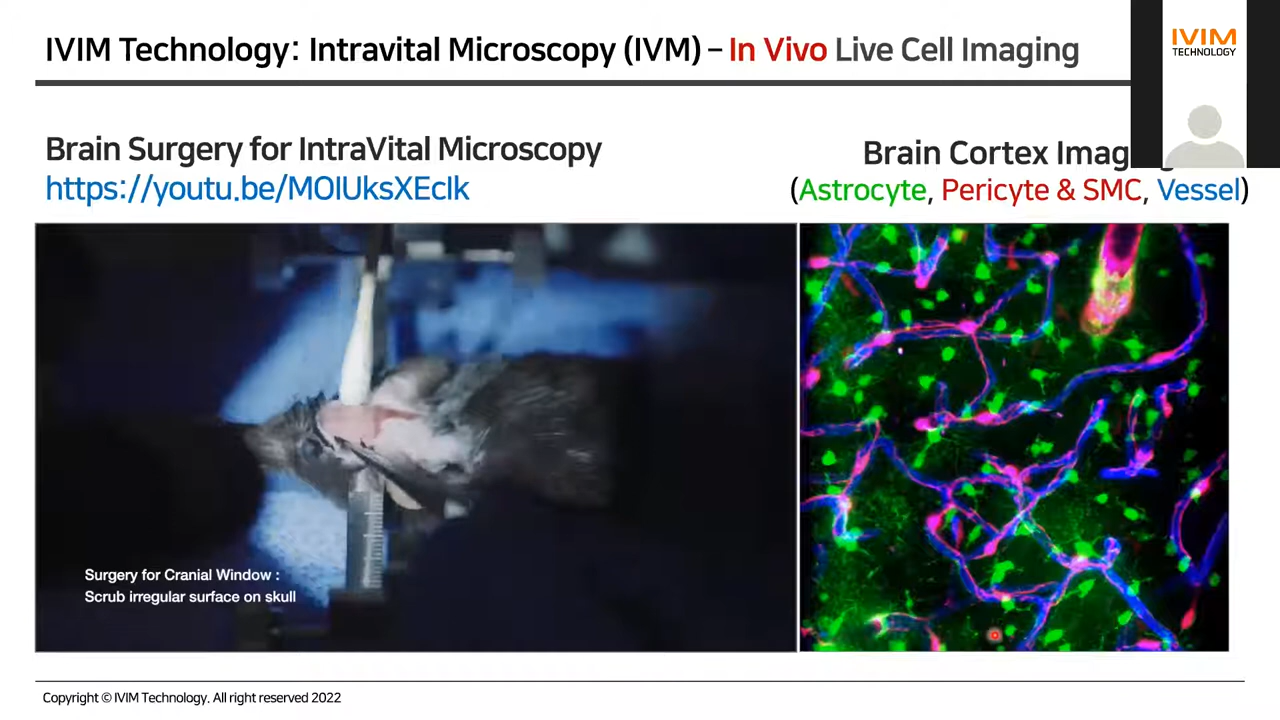 IVIM Technology: Intravital Microscopy (IVM) – In Vivo Live Cell Imaging
IVIM
TECHNOLOGY
Brain Surgery for IntraVital Microscopy
https://youtu.be/MOIUksXEcIk
Brain Cortex Imag
(Astrocyte, Pericyte & SMC, Vessel)
Surgery for Cranial Window :
Scrub irregular surface on skull
Copyright © IVIM Technology. All right reserved 2022